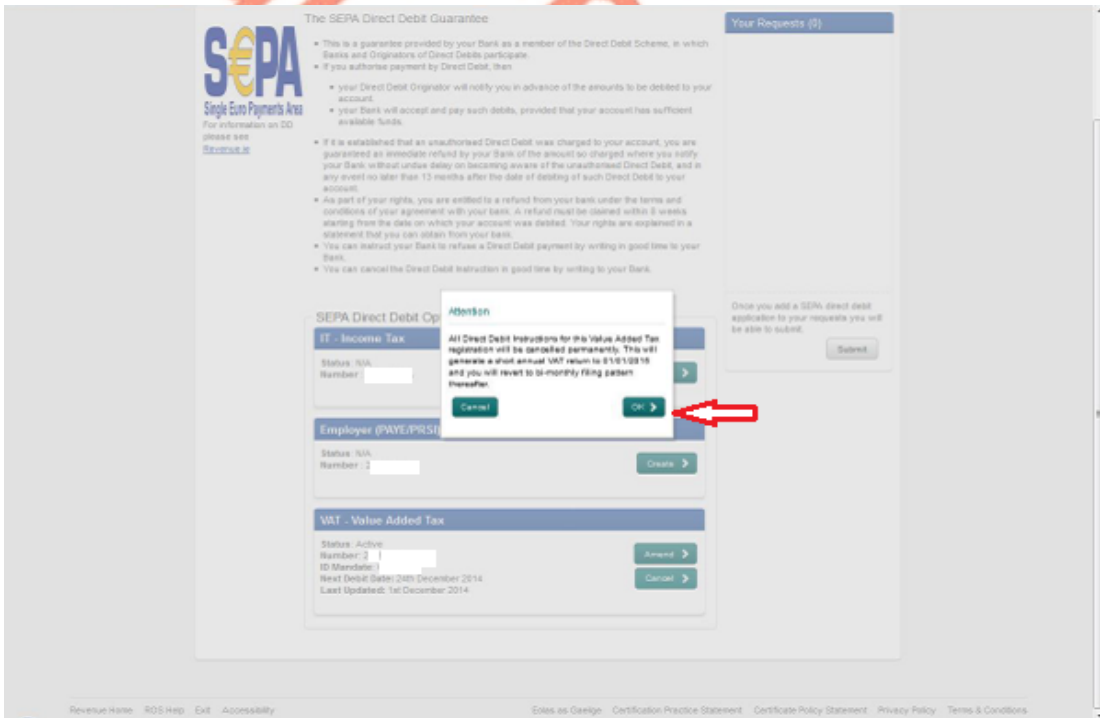 The SEPA Direct Debit Guarantee
Your Requests (0)
S€PA
Single Euro Payments Area
For information on DD
please see
Revenue.ie
This is a guarantee provided by your Bank as a member of the Direct Debit Scheme, in which
Banks and Originators of Direct Debits participate.
If you authorise payment by Direct Debit, then
your Direct Debit Originator will notify you in advance of the amounts to be debited to your
account.
your Bank will accept and pay such debits, provided that your account has sufficient
available funds.
If it is established that an unauthorised Direct Debit was charged to your account, you are
guaranteed an immediate refund by your Bank of the amount so charged where you notify
your Bank without undue delay on becoming aware of the unauthorised Direct Debit, and in
any event no later than 13 months after the date of debiting of such Direct Debit to your
account.
As part of your rights, you are entitled to a refund from your bank under the terms and
conditions of your agreement with your bank. A refund must be claimed within 8 weeks
starting from the date on which your account was debited. Your rights are explained in a
statement that you can obtain from your bank.
You can instruct your Bank to refuse a Direct Debit payment by writing in good time to your
Bank.
You can cancel the Direct Debit Instruction in good time by writing to your Bank.
Once you add a SEPA direct debit
application to your requests you will
be able to submit.
Submit
SEPA Direct Debit Op
Attention
All Direct Debit Instructions for this Value Added Tax
registration will be cancelled permanently. This will
generate a short annual VAT return to 01/01/2015
and you will revert to bi-monthly filing pattern
thereafter.
Cancel
OK
IT - Income Tax
Status: N/A
Number:
Employer (PAYE/PRSI)
Status: N/A
Number : 2
Create
VAT - Value Added Tax
Status: Active
Number: 2
ID Mandate:
Next Debit Date: 24th December 2014
Last Updated: 1st December 2014
Amend
Cancel
Revenue Home ROS Help Exit Accessibility
Eolas as Gaeilge Certification Practice Statement Certificate Policy Statement Privacy Policy Terms & Conditions